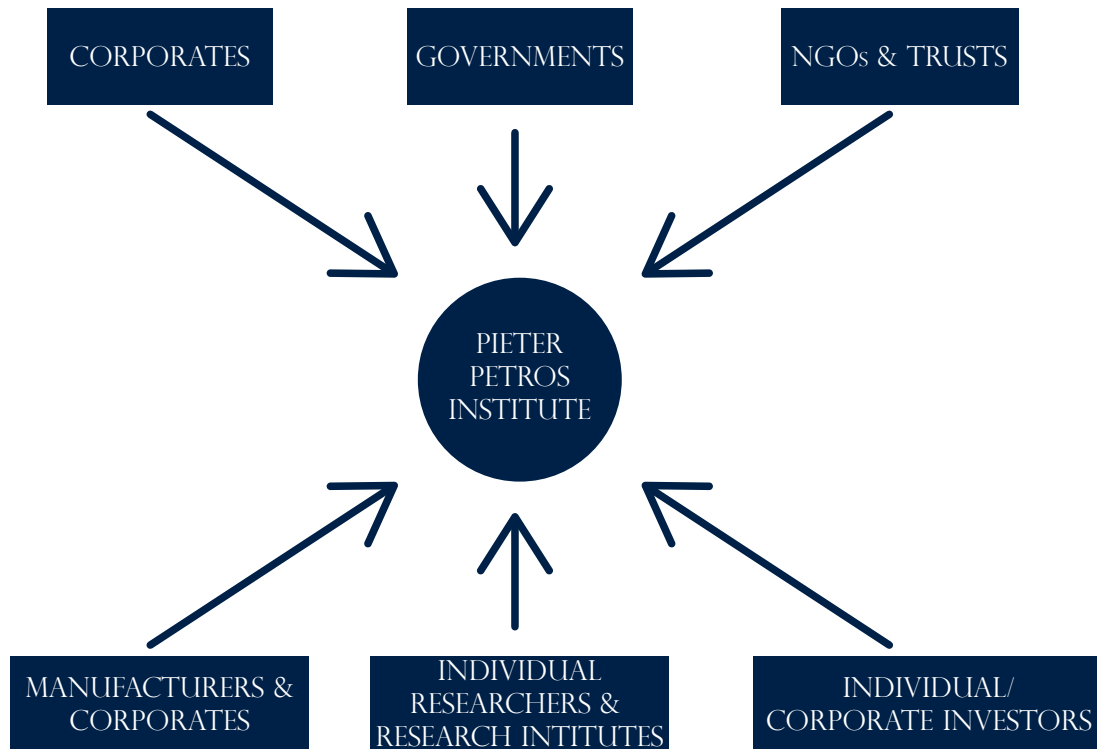 CORPORATES
GOVERNMENTS
NGOs & TRUSTS
PIETER
PETROS
INSTITUTE
MANUFACTURERS &
CORPORATES
INDIVIDUAL
RESEARCHERS &
RESEARCH INTITUTES
INDIVIDUAL/
CORPORATE INVESTORS